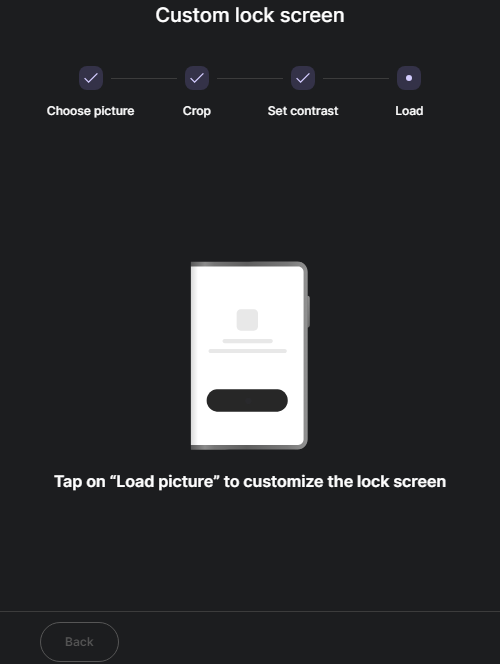 Custom lock screen
Choose picture
Crop
Set contrast
Load
Tap on “Load picture” to customize the lock screen
Back